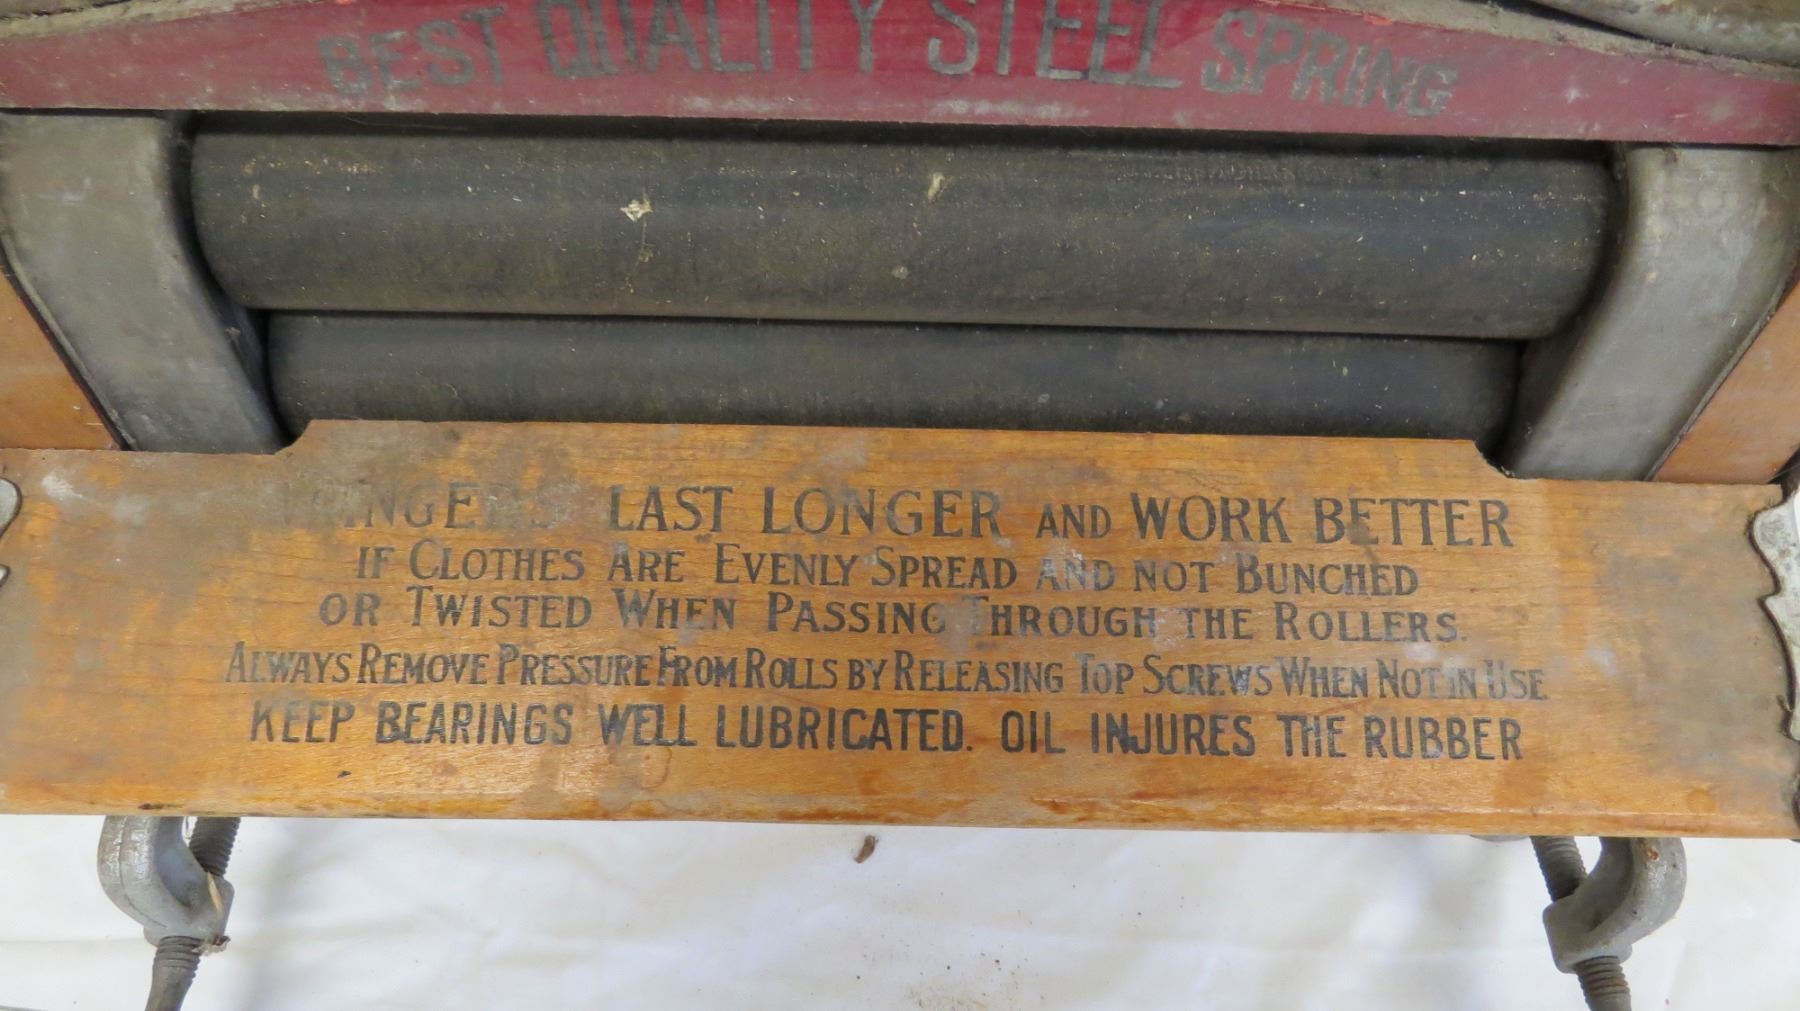 BEST QUALITY STEEL SPRING
WRINGERS LAST LONGER AND WORK BETTER
IF CLOTHES ARE EVENLY SPREAD AND NOT BUNCHED
OR TWISTED WHEN PASSING THROUGH THE ROLLERS.
ALWAYS REMOVE PRESSURE FROM ROLLS BY RELEASING TOP SCREWS WHEN NOT IN USE.
KEEP BEARINGS WELL LUBRICATED. OIL INJURES THE RUBBER